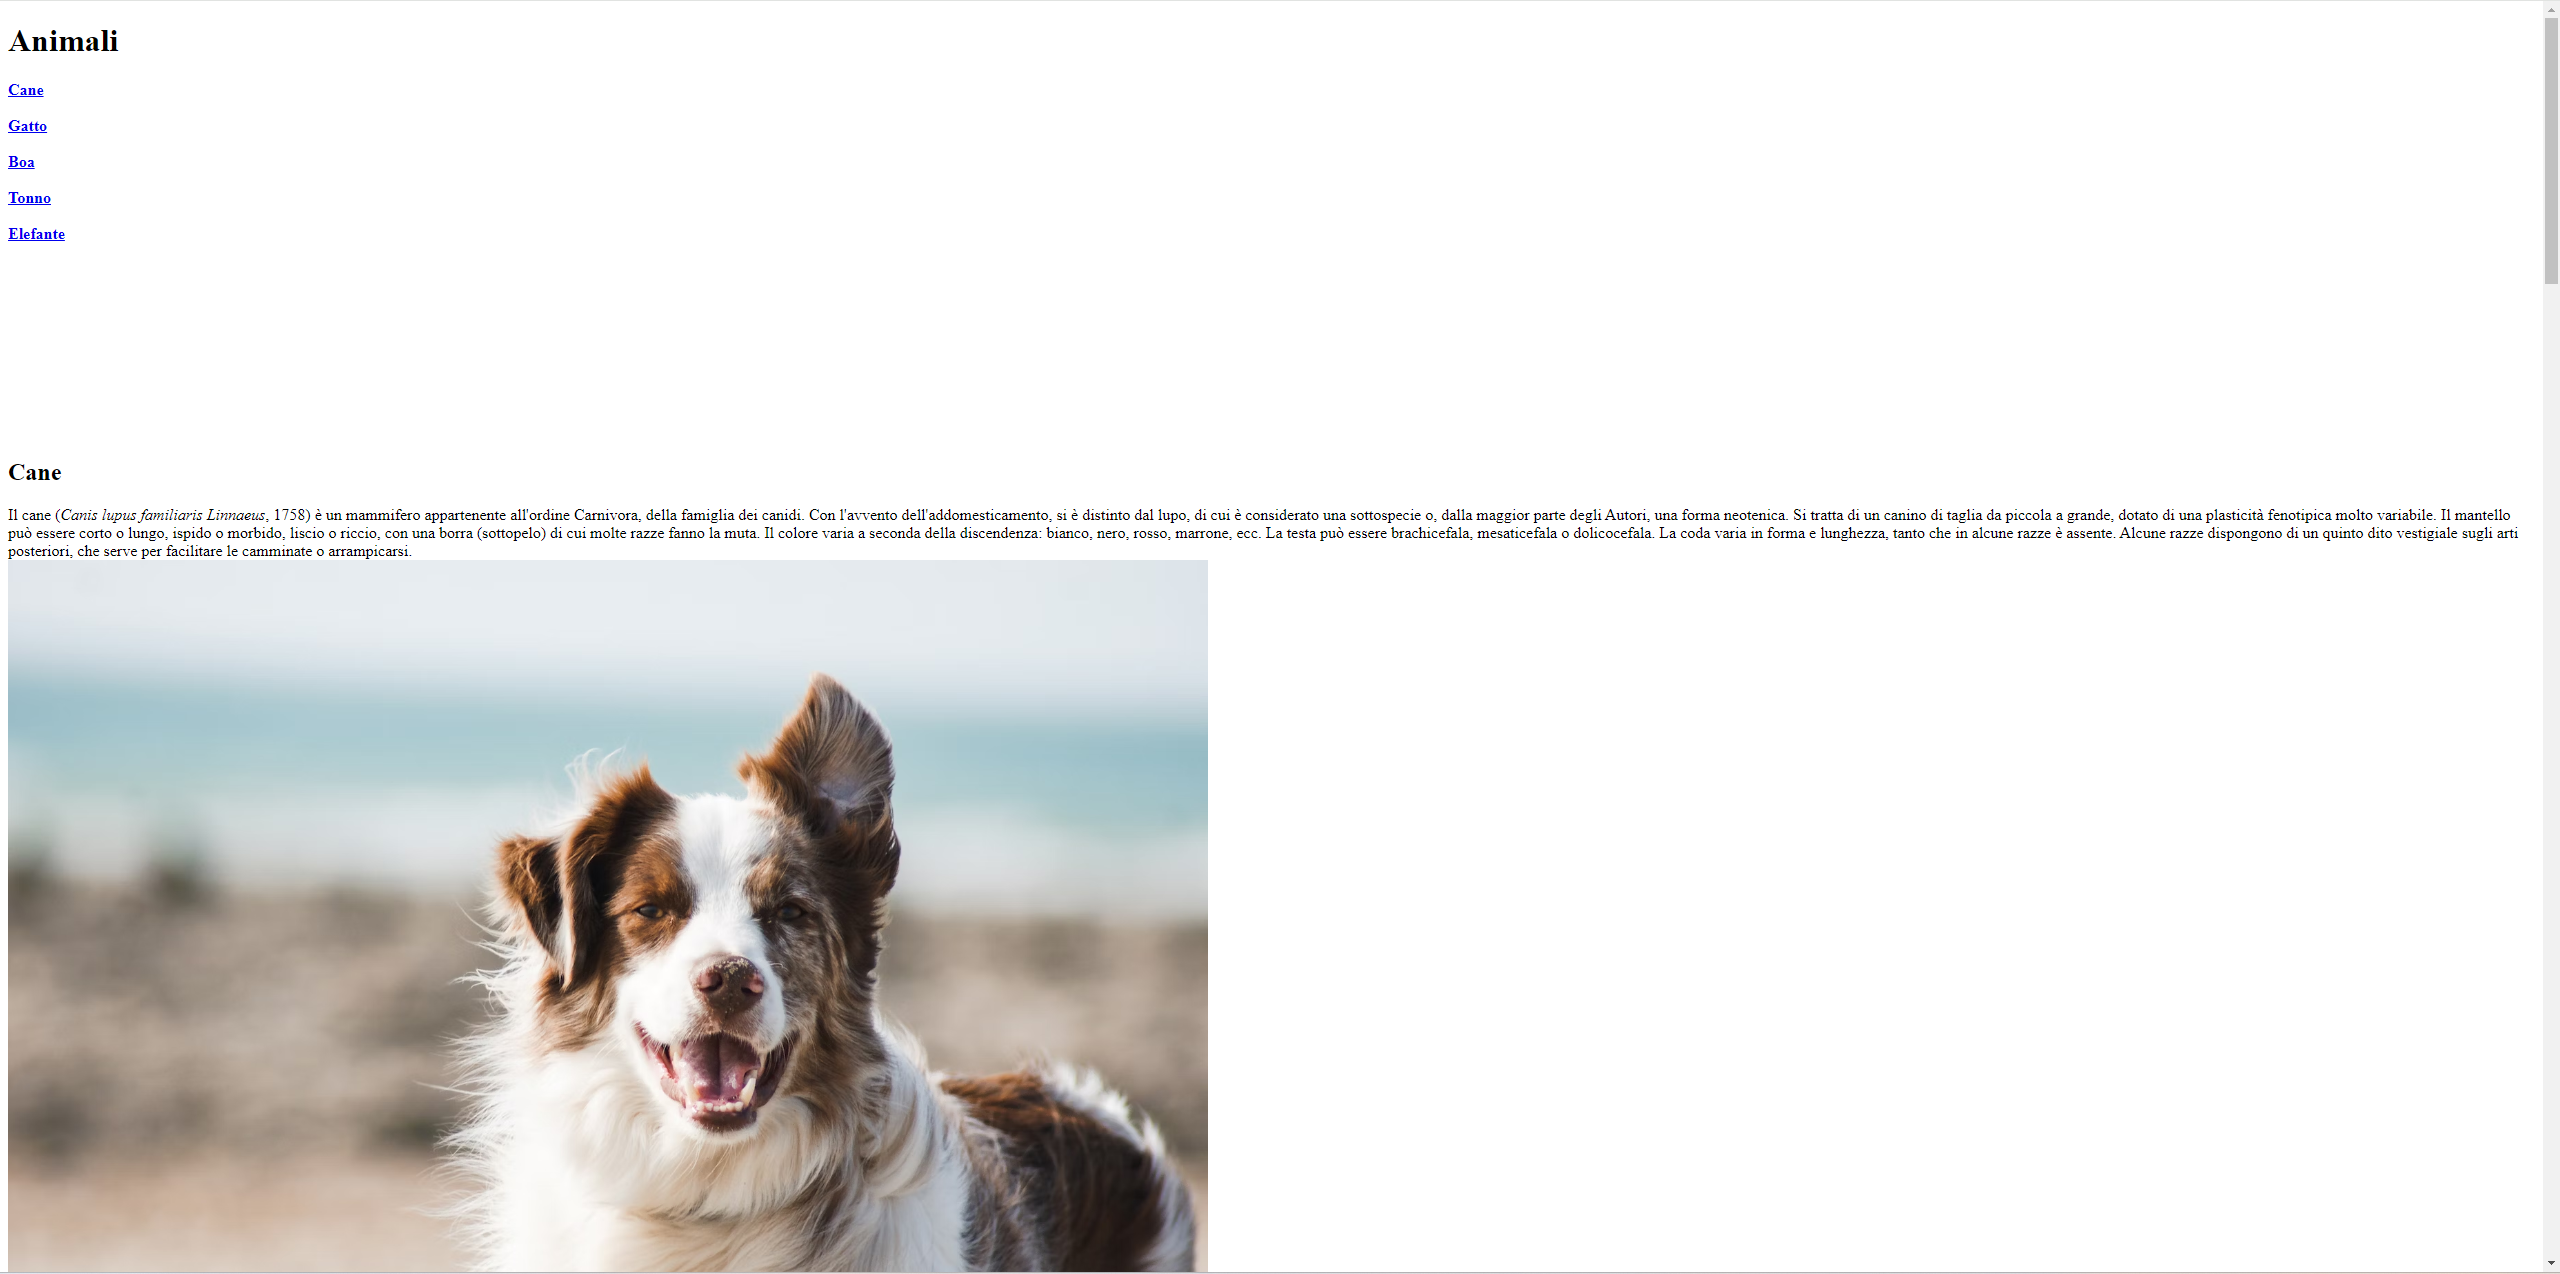 Animali
Cane
Gatto
Boa
Tonno
Elefante
Cane
Il cane (Canis lupus familiaris Linnaeus, 1758) è un mammifero appartenente all'ordine Carnivora, della famiglia dei canidi. Con l'avvento dell'addomesticamento, si è distinto dal lupo, di cui è considerato una sottospecie o, dalla maggior parte degli Autori, una forma neotenica. Si tratta di un canino di taglia da piccola a grande, dotato di una plasticità fenotipica molto variabile. Il mantello
può essere corto o lungo, ispido o morbido, liscio o riccio, con una borra (sottopelo) di cui molte razze fanno la muta. Il colore varia a seconda della discendenza: bianco, nero, rosso, marrone, ecc. La testa può essere brachicefala, mesaticefala o dolicocefala. La coda varia in forma e lunghezza, tanto che in alcune razze è assente. Alcune razze dispongono di un quinto dito vestigiale sugli arti
posteriori, che serve per facilitare le camminate o arrampicarsi.